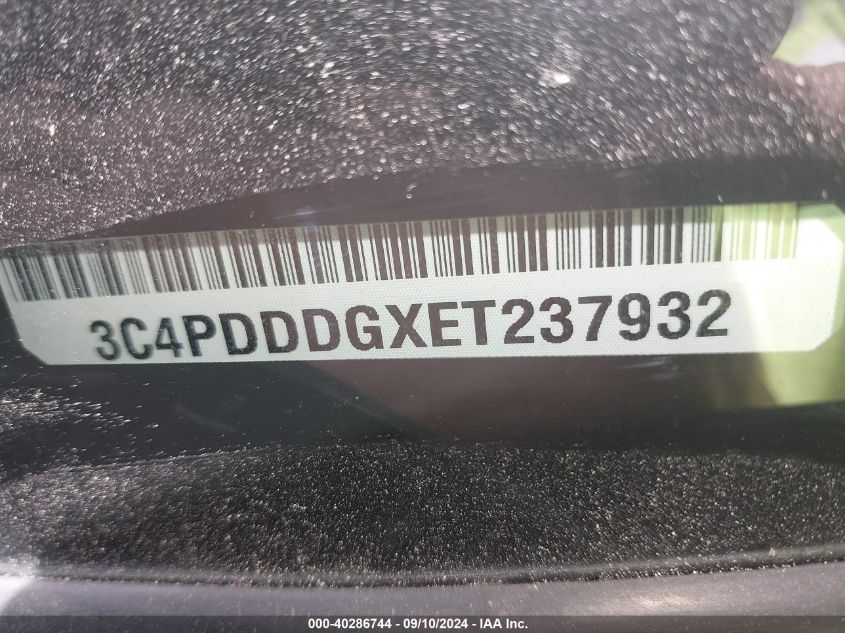 3C4PDDDGXET237932
000-40286744 - 09/10/2024 - IAA, Inc.